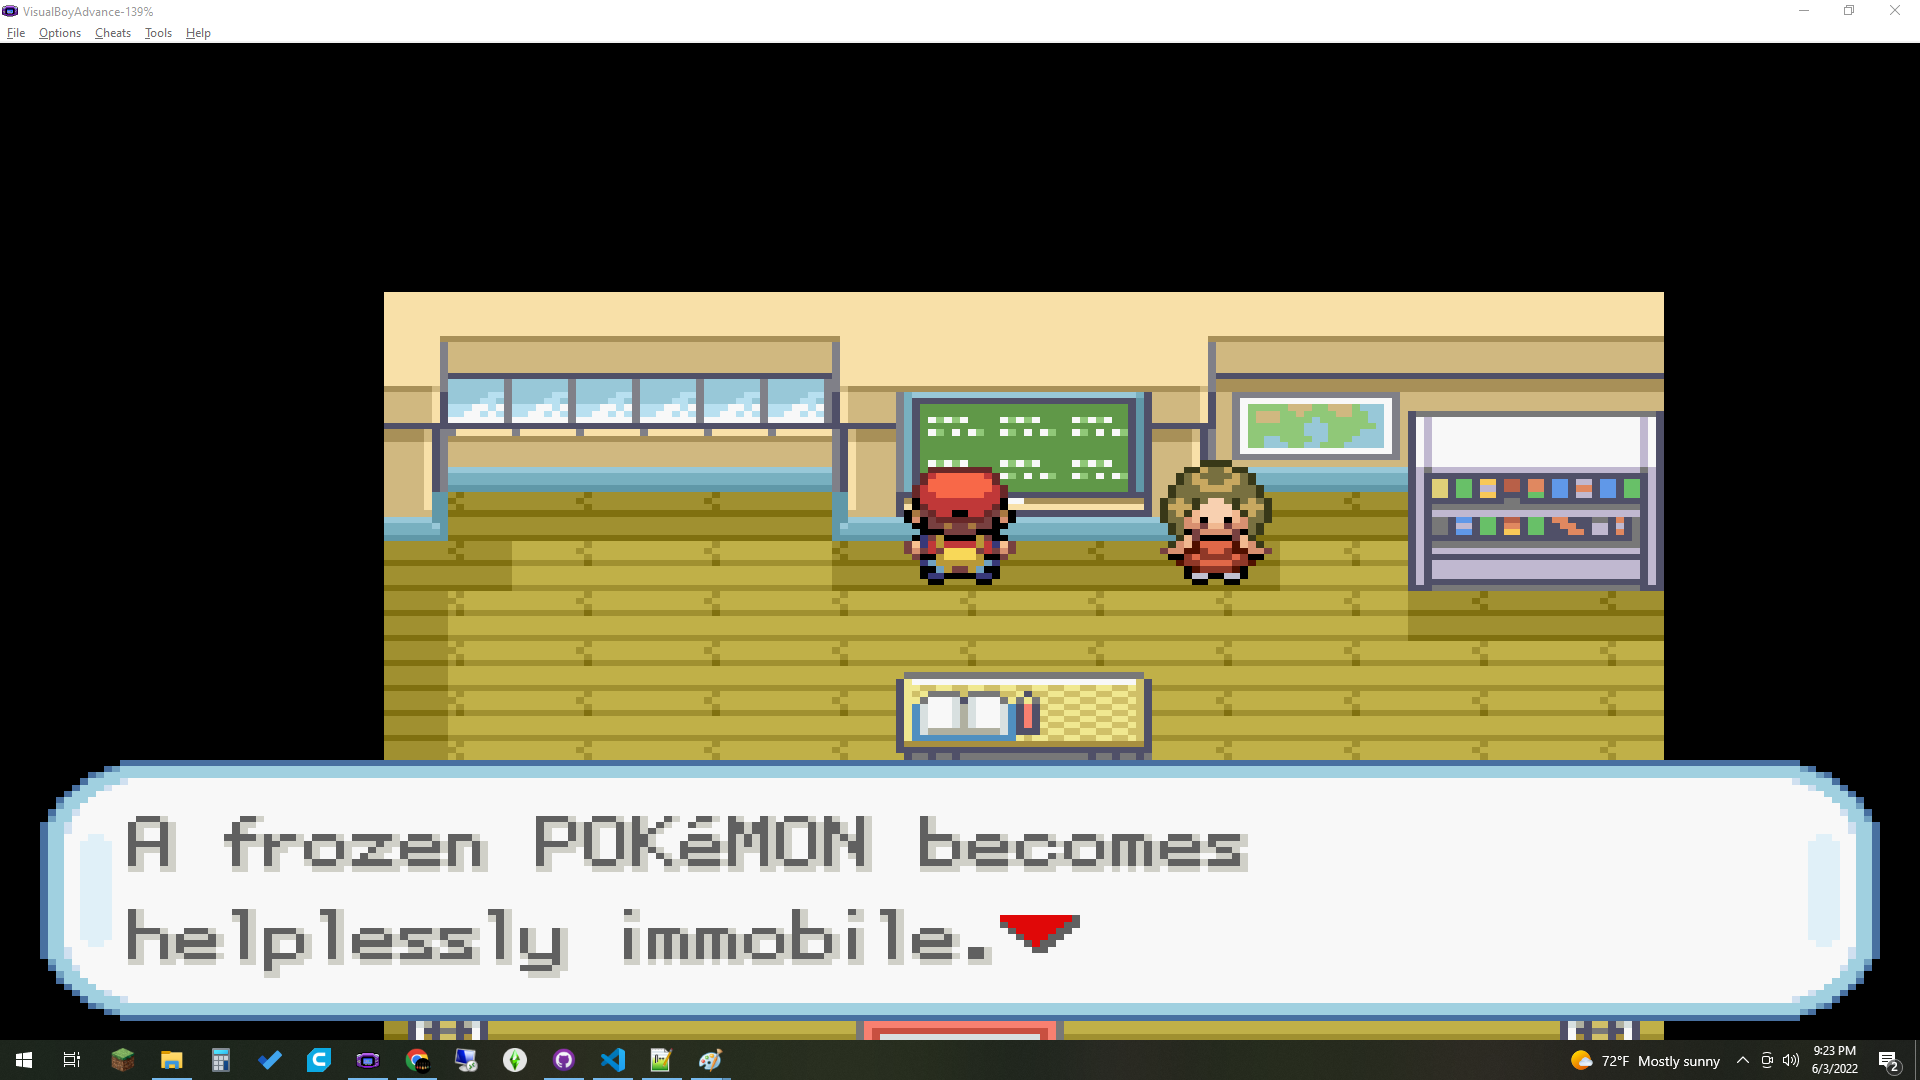 VisualBoyAdvance-139%
File Options Cheats Tools Help
A frozen POKéMON becomes
helplessly immobile.
72°F Mostly sunny
9:23 PM
6/3/2022
2